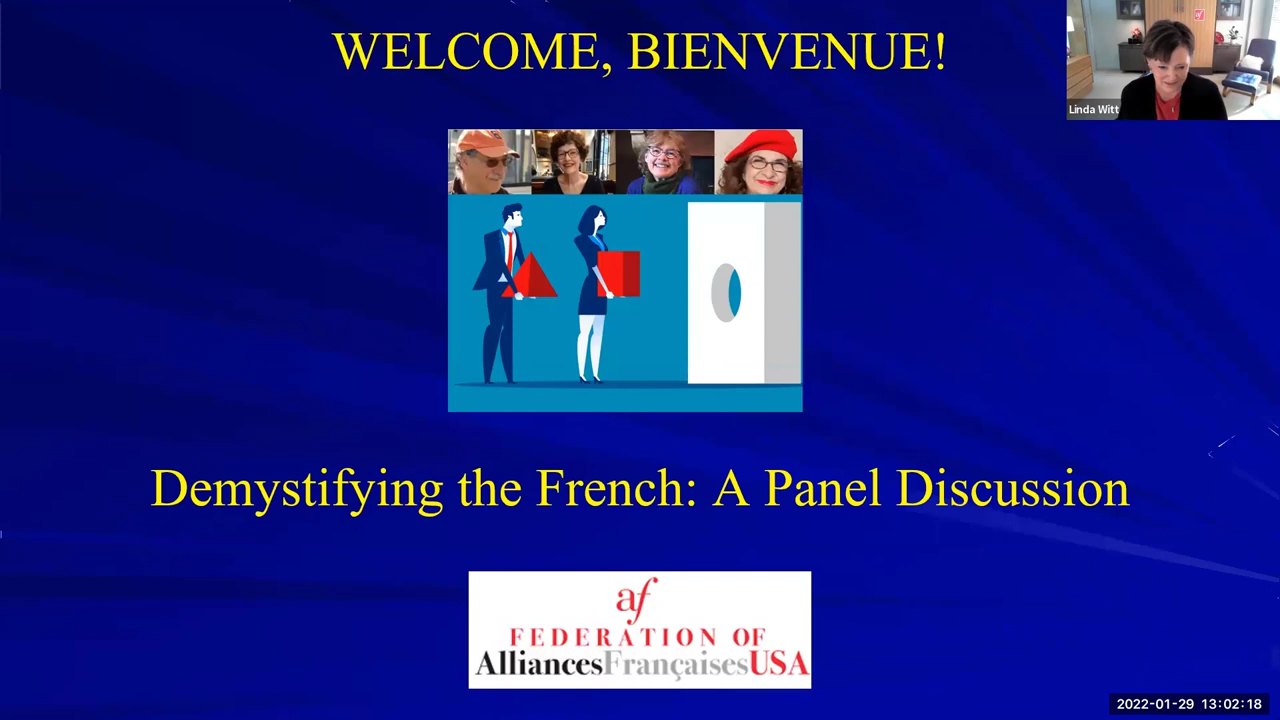 WELCOME, BIENVENUE!
Linda Witt
Demystifying the French: A Panel Discussion
af
FEDERATION OF
AlliancesFrançaisesUSA
2022-01-29 13:02:18